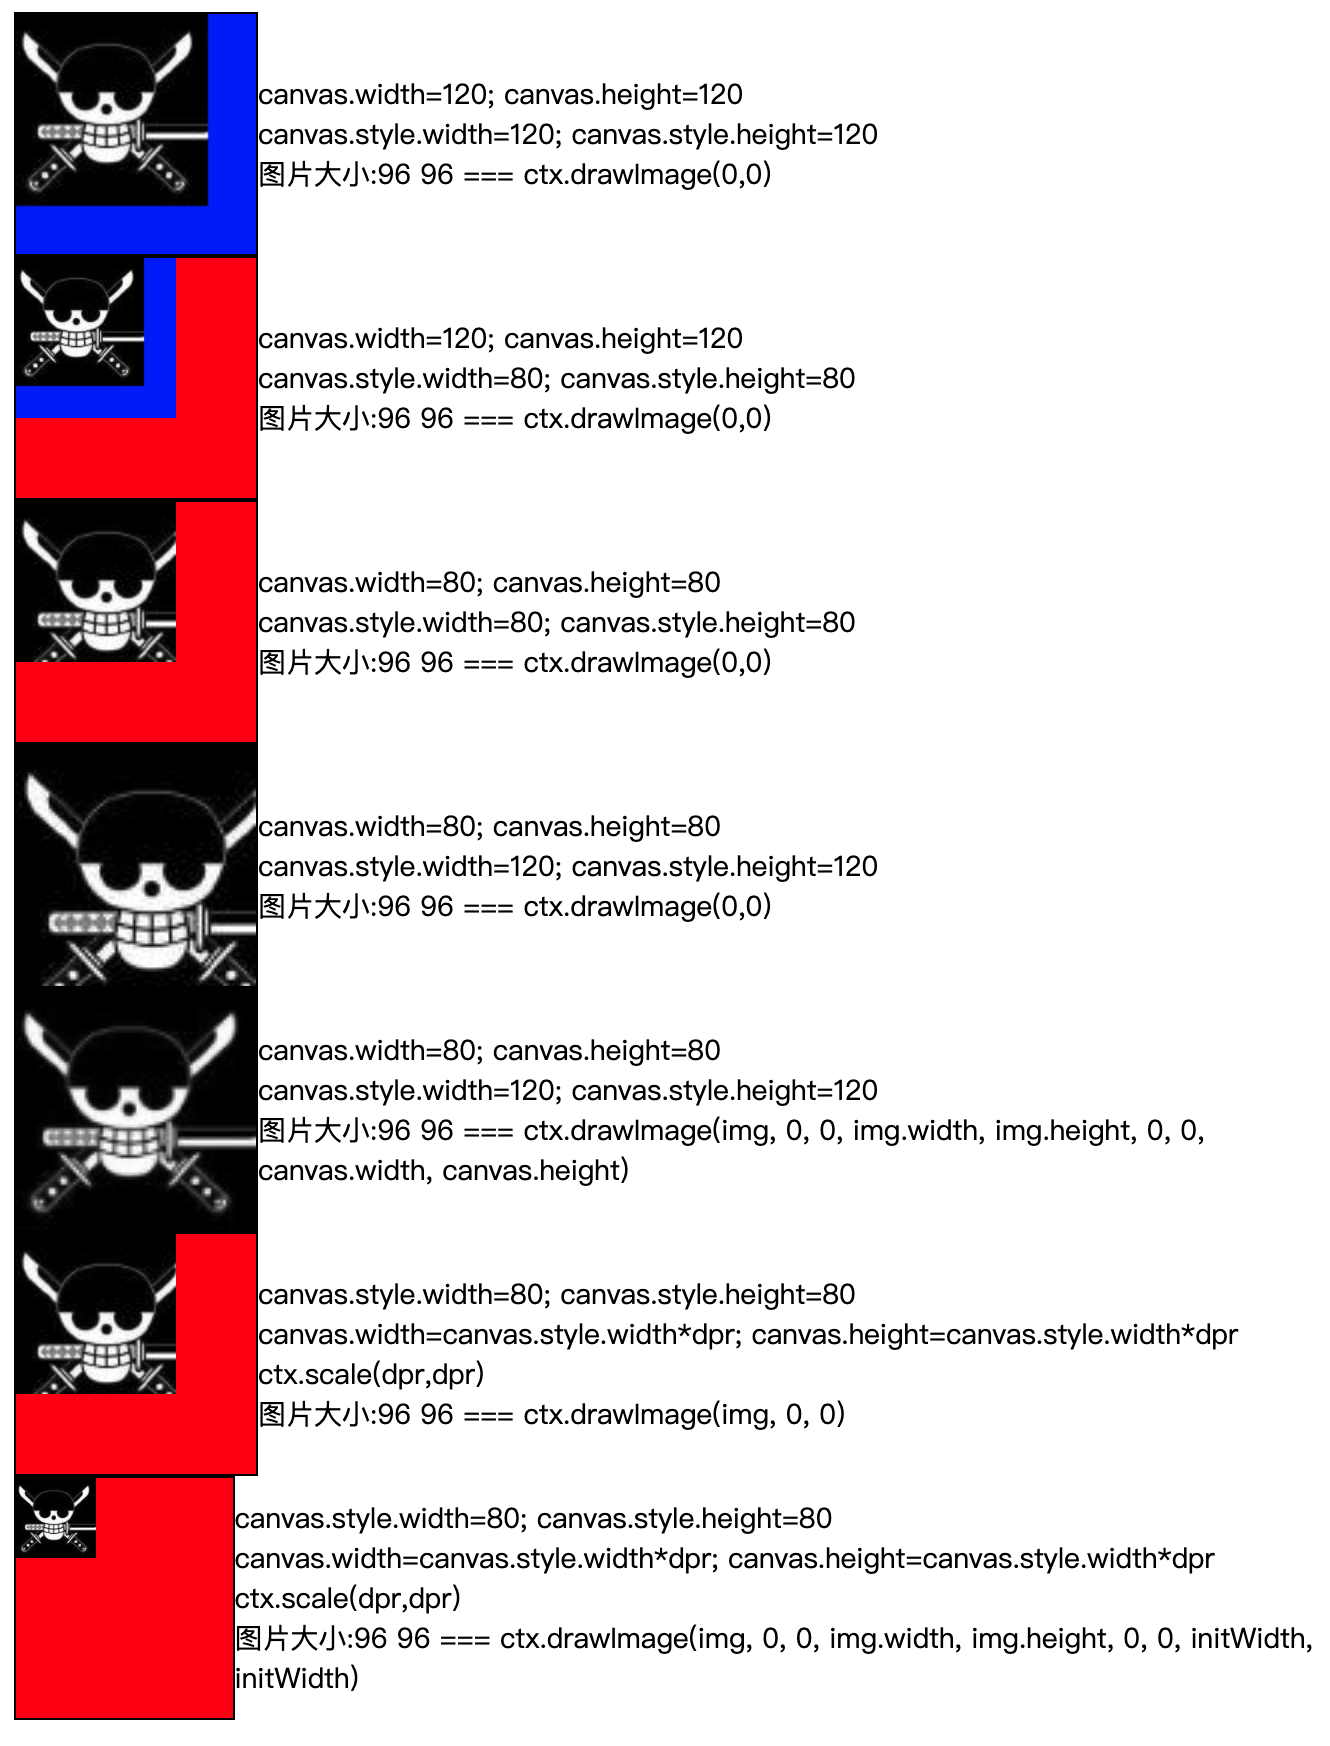 canvas.width=120; canvas.height=120
canvas.style.width=120; canvas.style.height=120
图片大小:96 96 === ctx.drawImage(0,0)
canvas.width=120; canvas.height=120
canvas.style.width=80; canvas.style.height=80
图片大小:96 96 === ctx.drawImage(0,0)
canvas.width=80; canvas.height=80
canvas.style.width=80; canvas.style.height=80
图片大小:96 96 === ctx.drawImage(0,0)
canvas.width=80; canvas.height=80
canvas.style.width=120; canvas.style.height=120
图片大小:96 96 === ctx.drawImage(0,0)
canvas.width=80; canvas.height=80
canvas.style.width=120; canvas.style.height=120
图片大小:96 96 === ctx.drawImage(img, 0, 0, img.width, img.height, 0, 0,
canvas.width, canvas.height)
canvas.style.width=80; canvas.style.height=80
canvas.width=canvas.style.width*dpr; canvas.height=canvas.style.width*dpr
ctx.scale(dpr,dpr)
图片大小:96 96 === ctx.drawImage(img, 0, 0)
canvas.style.width=80; canvas.style.height=80
canvas.width=canvas.style.width*dpr; canvas.height=canvas.style.width*dpr
ctx.scale(dpr,dpr)
图片大小:96 96 === ctx.drawImage(img, 0, 0, img.width, img.height, 0, 0, initWidth,
initWidth)